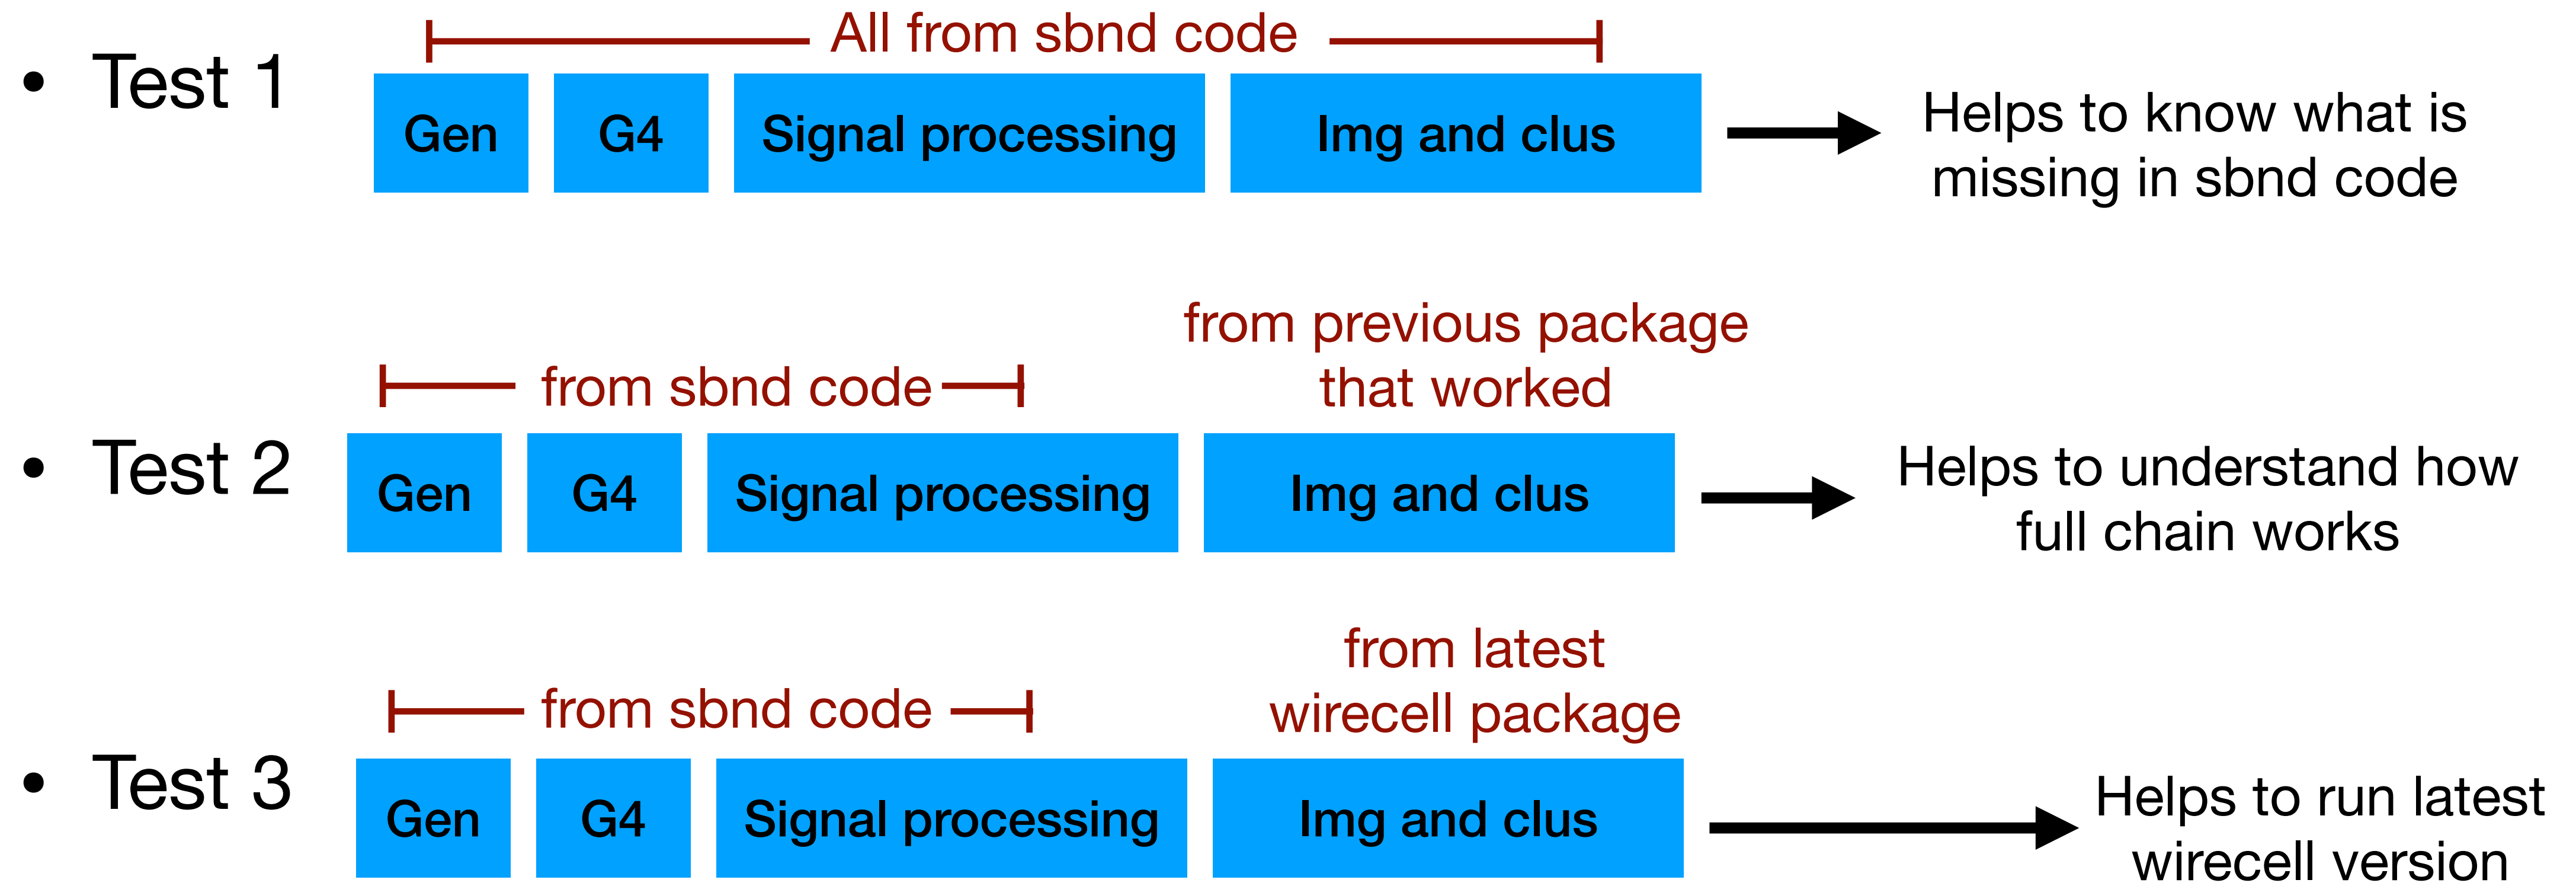 All from sbnd code
• Test 1
Gen
G4
Signal processing
Img and clus
Helps to know what is
missing in sbnd code
from previous package
that worked
from sbnd code
• Test 2
Gen
G4
Signal processing
Img and clus
Helps to understand how
full chain works
from latest
wirecell package
from sbnd code
• Test 3
Gen
G4
Signal processing
Img and clus
Helps to run latest
wirecell version